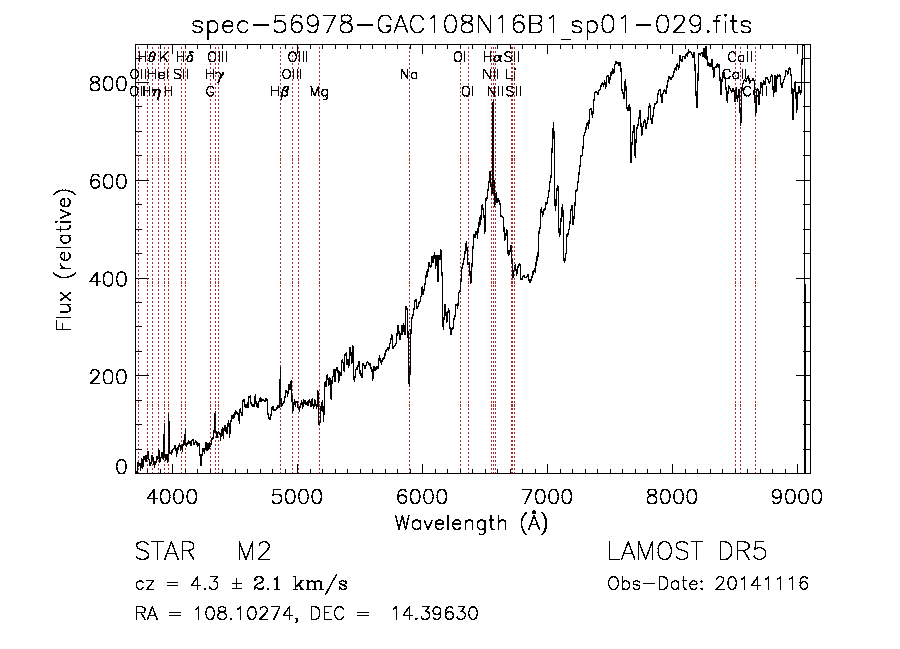 spec-56978-GAC108N16B1_sp01-029.fits
Hθ K Hδ OIII OIII OI Hα SII CaII
OII HeI SII Hγ OIII Na NII Li CaII
OII Hη H G Hβ Mg OI NII SII CaII
800
600
400
200
0
Flux (relative)
4000 5000 6000 7000 8000 9000
Wavelength (Å)
STAR M2 LAMOST DR5
cz = 4.3 ± 2.1 km/s Obs-Date: 20141116
RA = 108.10274, DEC = 14.39630